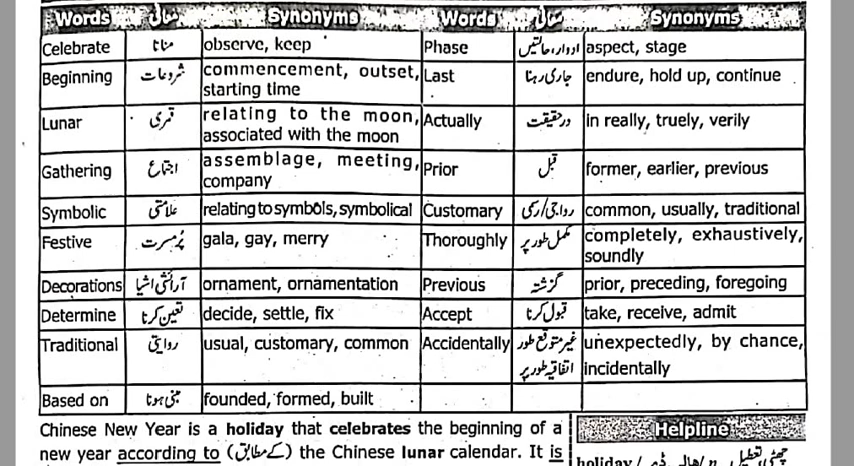 Words معانی Synonyms Words معانی Synonyms
Celebrate منانا observe, keep Phase ادوار، حالتیں aspect, stage
Beginning شروعات commencement, outset, starting time Last جاری رہنا endure, hold up, continue
Lunar قمری relating to the moon, associated with the moon Actually درحقیقت in really, truely, verily
Gathering اجتماع assemblage, meeting, company Prior قبل former, earlier, previous
Symbolic علامتی relating to symbols, symbolical Customary رواجی/رسمی common, usually, traditional
Festive پُرمسرت gala, gay, merry Thoroughly مکمل طور پر completely, exhaustively, soundly
Decorations آرائشی اشیا ornament, ornamentation Previous گزشتہ prior, preceding, foregoing
Determine تعین کرنا decide, settle, fix Accept قبول کرنا take, receive, admit
Traditional روایتی usual, customary, common Accidentally غیر متوقع طور اتفاقیہ طور پر unexpectedly, by chance, incidentally
Based on مبنی ہونا founded, formed, built
Chinese New Year is a holiday that celebrates the beginning of a
new year according to (کے مطابق) the Chinese lunar calendar. It is
Helpline
holiday /